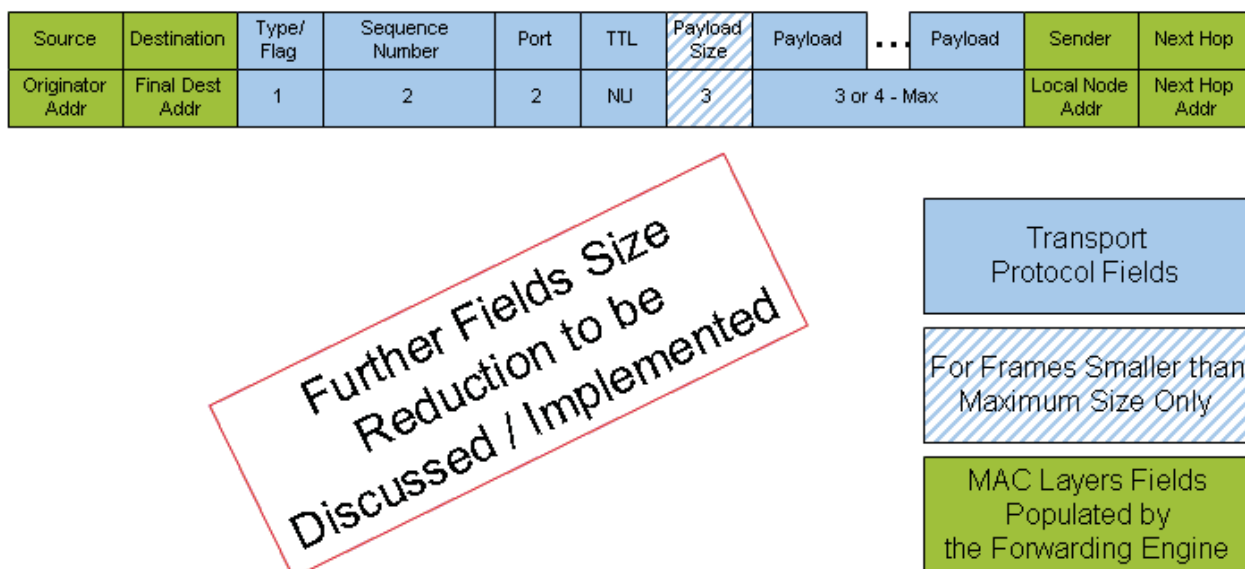 Source Destination Type/ Flag Sequence Number Port TTL Payload Size Payload ... Payload Sender Next Hop
Originator Addr Final Dest Addr 1 2 2 NU 3 3 or 4 - Max Local Node Addr Next Hop Addr
Further Fields Size
Reduction to be
Discussed / Implemented
Transport
Protocol Fields
For Frames Smaller than
Maximum Size Only
MAC Layers Fields
Populated by
the Forwarding Engine